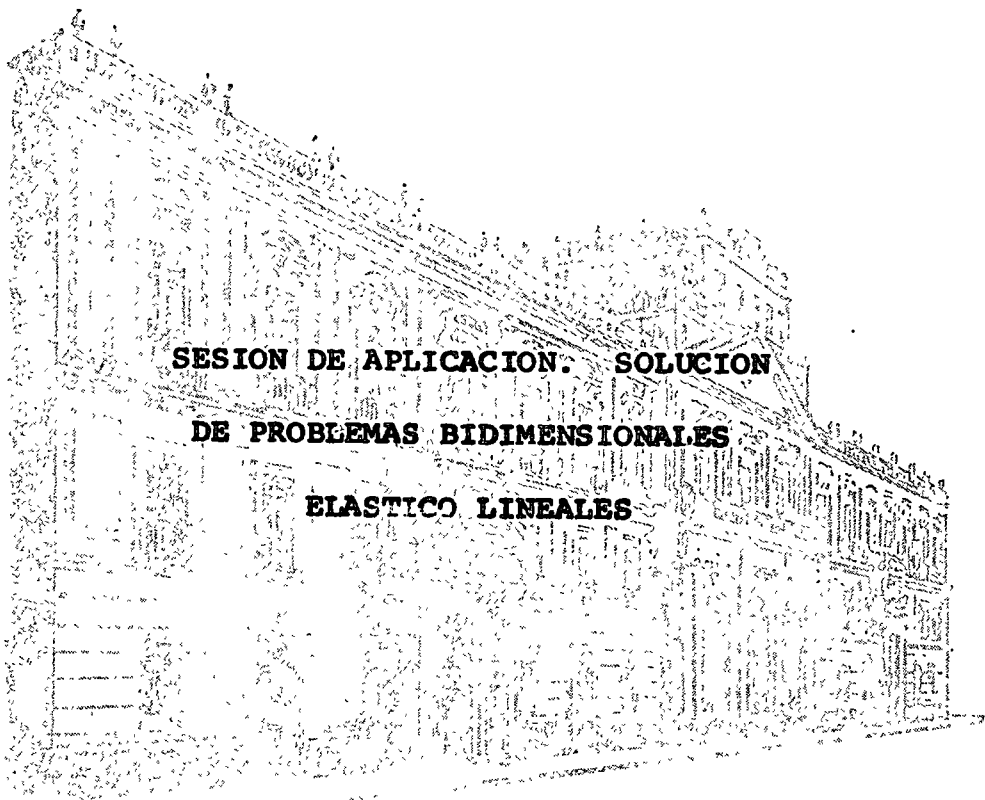 SESION DE APLICACION. SOLUCION
DE PROBLEMAS BIDIMENSIONALES
ELASTICO LINEALES